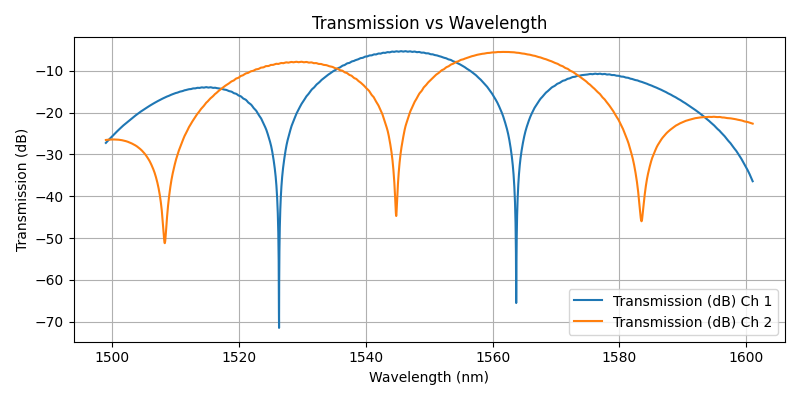 Transmission vs Wavelength
Transmission (dB)
−10
−20
−30
−40
−50
−60
−70
1500
1520
1540
1560
1580
1600
Wavelength (nm)
Transmission (dB) Ch 1
Transmission (dB) Ch 2